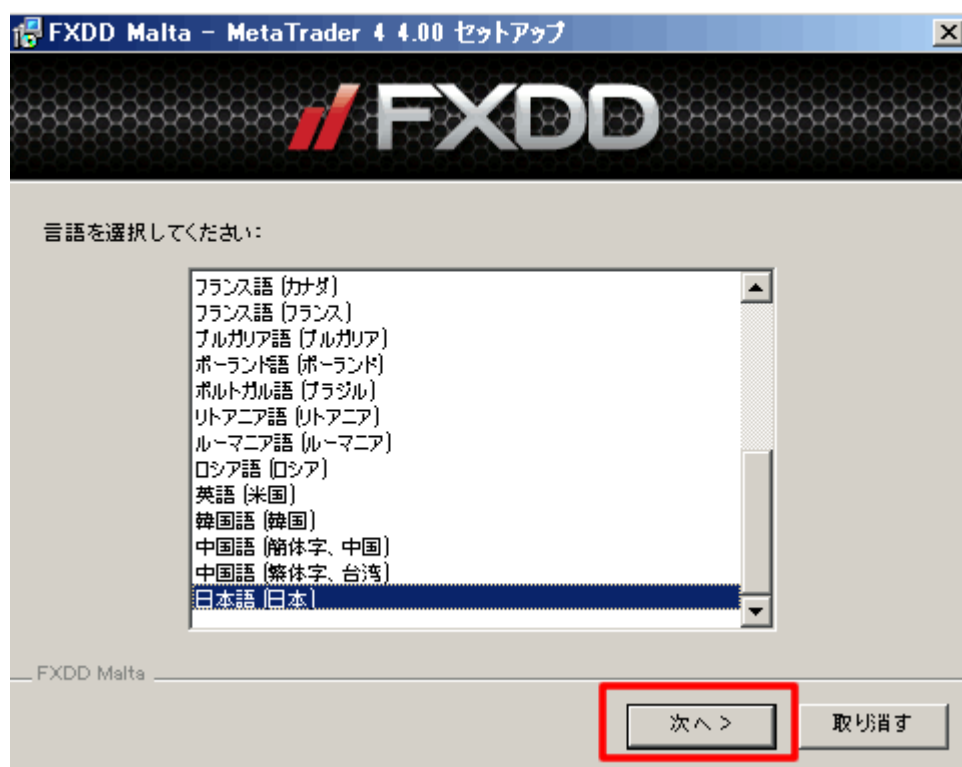 FXDD Malta - MetaTrader 4 4.00 セットアップ
FXDD
言語を選択してください:
フランス語 (カナダ)
フランス語 (フランス)
ブルガリア語 (ブルガリア)
ポーランド語 (ポーランド)
ポルトガル語 (ブラジル)
リトアニア語 (リトアニア)
ルーマニア語 (ルーマニア)
ロシア語 (ロシア)
英語 (米国)
韓国語 (韓国)
中国語 (簡体字、中国)
中国語 (繁体字、台湾)
日本語 (日本)
FXDD Malta
次へ >
取り消す